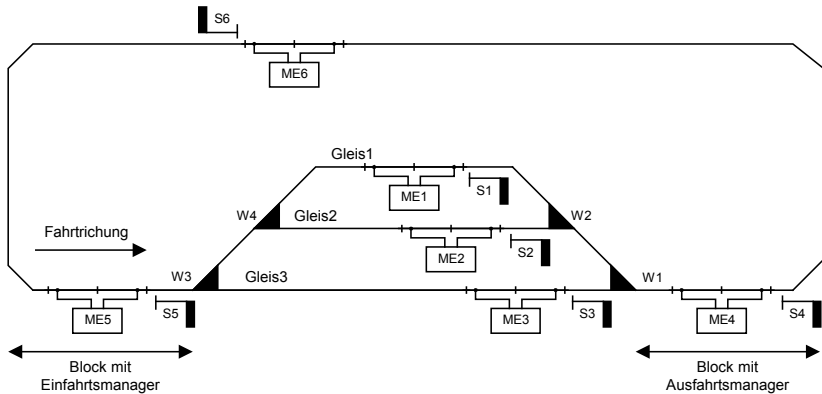 S6
ME6
Gleis1
ME1
S1
W4
Gleis2
W2
Fahrtrichung
ME2
S2
W3
Gleis3
W1
ME5
S5
ME3
S3
ME4
S4
Block mit
Einfahrtsmanager
Block mit
Ausfahrtsmanager